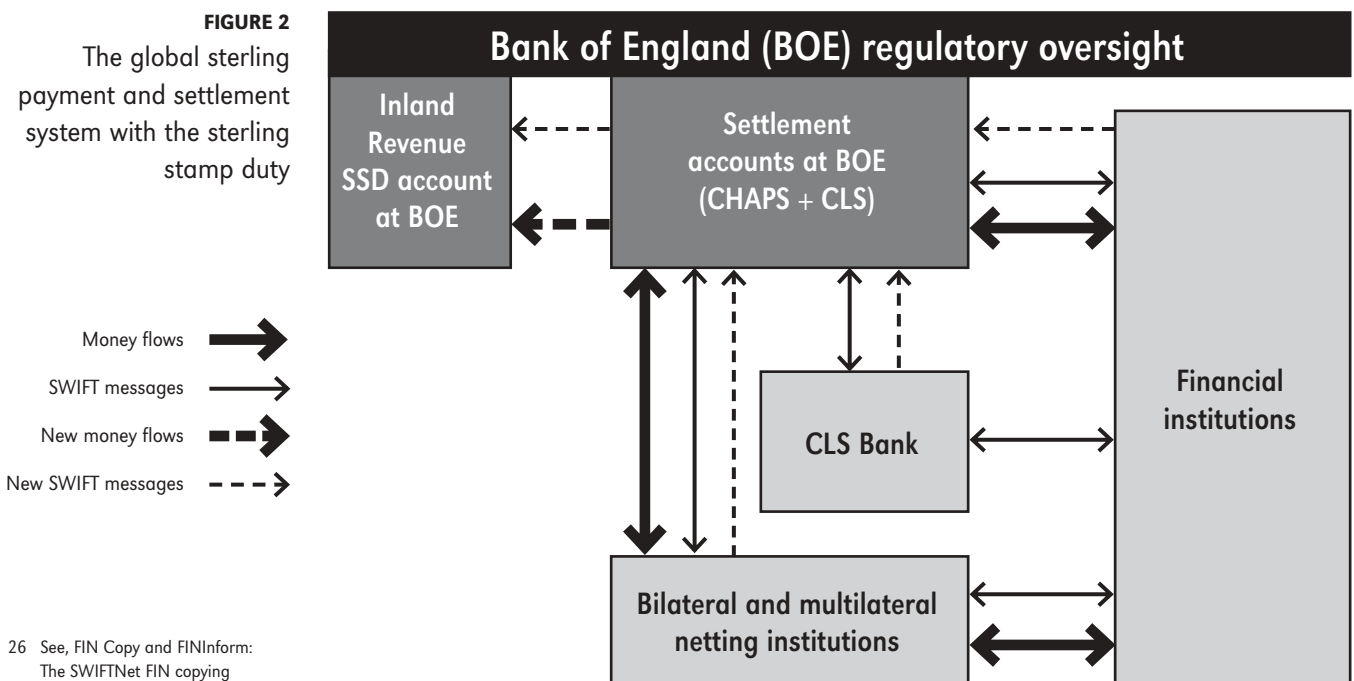 FIGURE 2
The global sterling
payment and settlement
system with the sterling
stamp duty
Bank of England (BOE) regulatory oversight
Inland
Revenue
SSD account
at BOE
Settlement
accounts at BOE
(CHAPS + CLS)
Money flows
SWIFT messages
New money flows
New SWIFT messages
Financial
institutions
CLS Bank
Bilateral and multilateral
netting institutions
26 See, FIN Copy and FINInform:
The SWIFTNet FIN copying